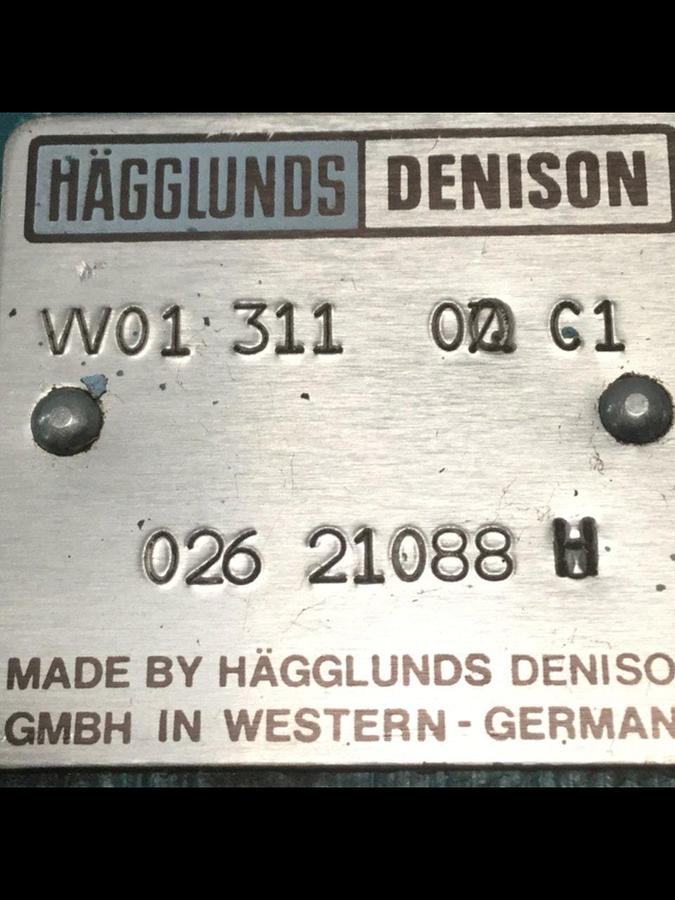 HÄGGLUNDS DENISON
VV01 311 C1
026 21088 H
MADE BY HÄGGLUNDS DENISO
GMBH IN WESTERN-GERMAN